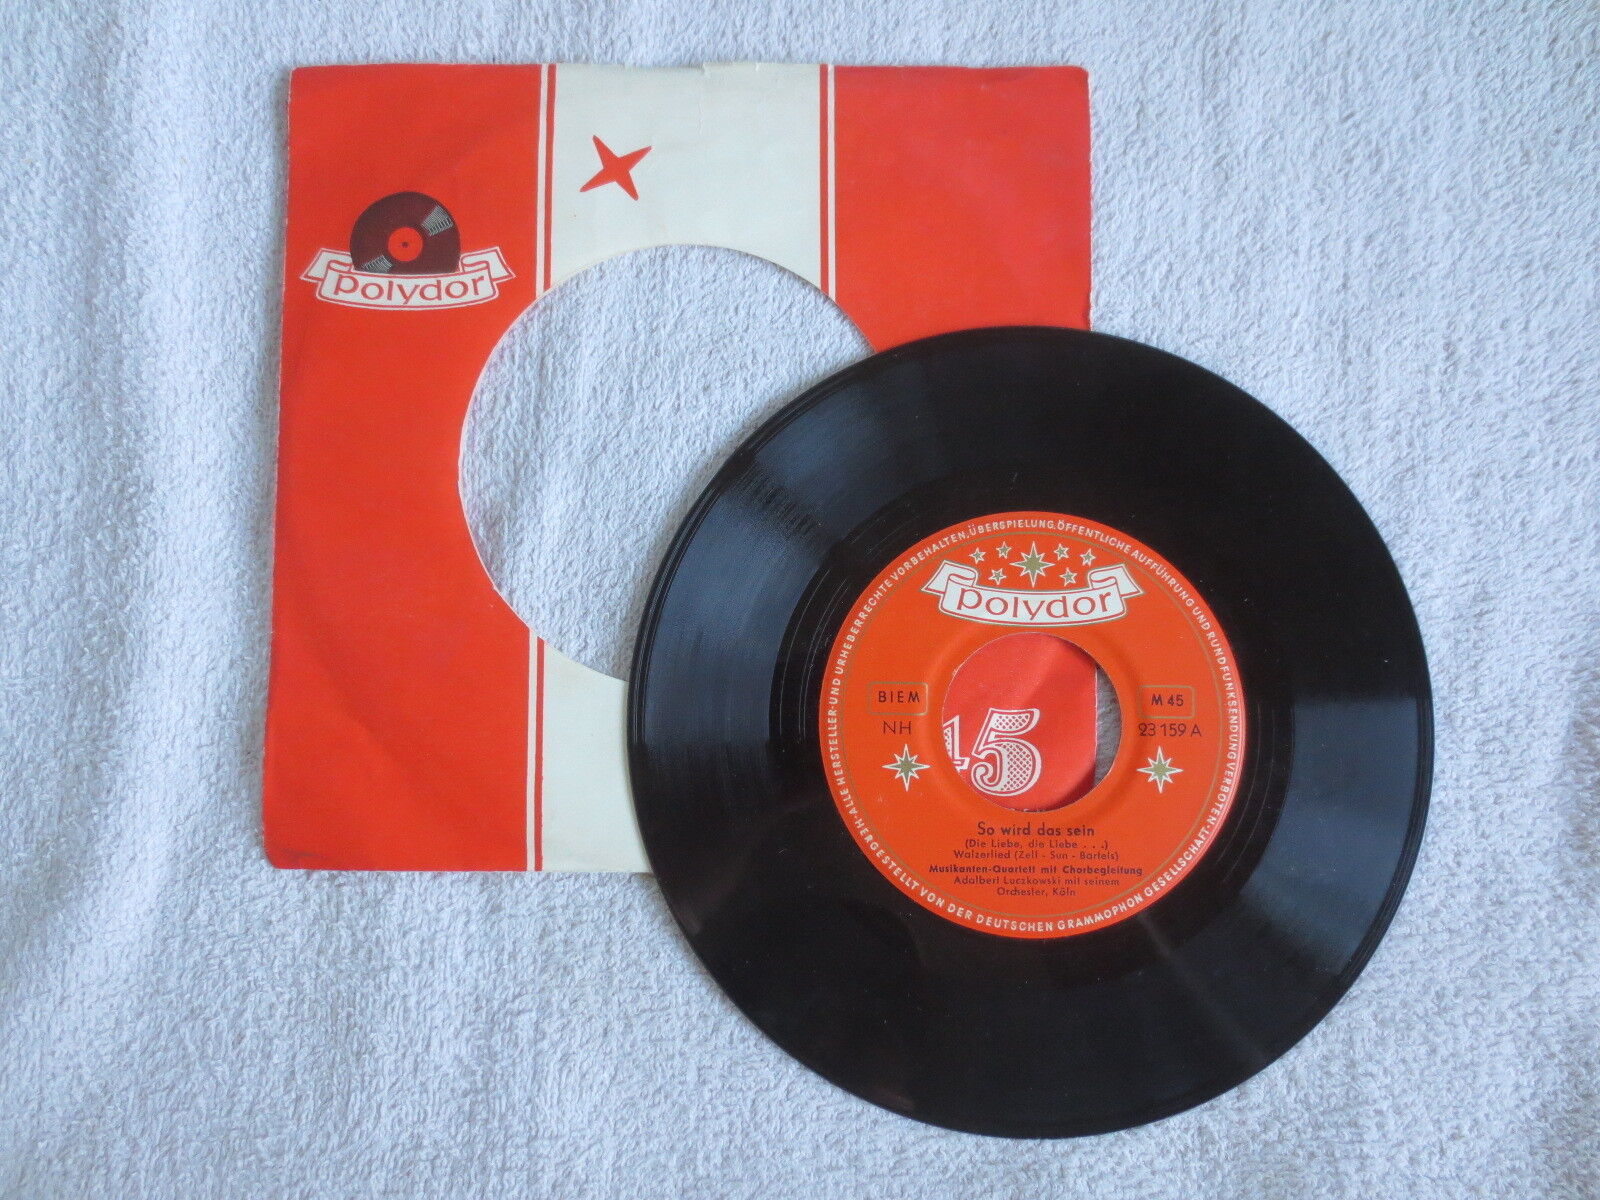 polydor
ALLE HERSTELLER- UND URHEBERRECHTE VORBEHALTEN, ÜBERSPIELUNG, ÖFFENTLICHE AUFFÜHRUNG UND RUNDFUNKSENDUNG VERBOTEN·
polydor
BIEM
M 45
NH
23 159 A
45
So wird das sein
(Die Liebe, die Liebe . . .)
Walzerlied (Zell - Sun - Bartels)
Musikanten-Quartett mit Chorbegleitung
Adalbert Luczkowski mit seinem
Orchester, Köln
HERGESTELLT VON DER DEUTSCHEN GRAMMOPHON GESELLSCHAFT·